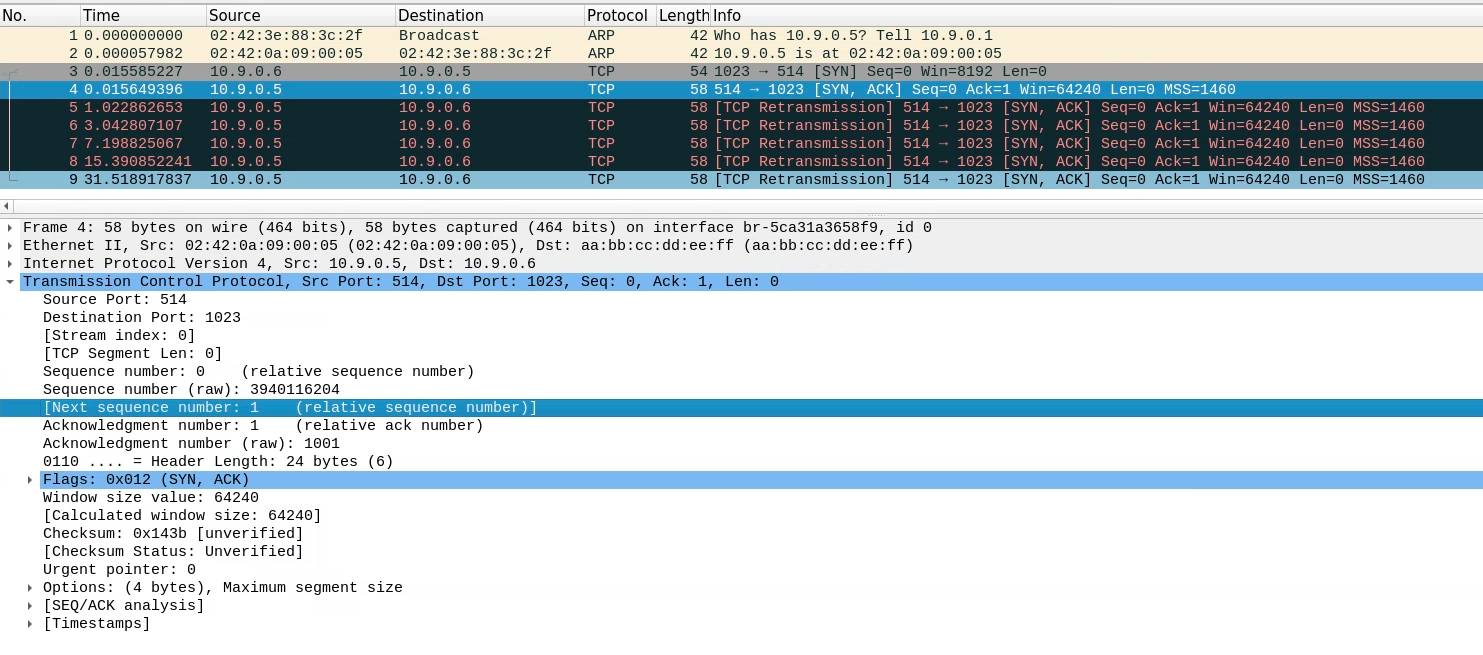 No. Time Source Destination Protocol Length Info
1 0.000000000 02:42:3e:88:3c:2f Broadcast ARP 42 Who has 10.9.0.5? Tell 10.9.0.1
2 0.000057982 02:42:0a:09:00:05 02:42:3e:88:3c:2f ARP 42 10.9.0.5 is at 02:42:0a:09:00:05
3 0.015585227 10.9.0.6 10.9.0.5 TCP 54 1023 → 514 [SYN] Seq=0 Win=8192 Len=0
4 0.015649396 10.9.0.5 10.9.0.6 TCP 58 514 → 1023 [SYN, ACK] Seq=0 Ack=1 Win=64240 Len=0 MSS=1460
5 1.022862653 10.9.0.5 10.9.0.6 TCP 58 [TCP Retransmission] 514 → 1023 [SYN, ACK] Seq=0 Ack=1 Win=64240 Len=0 MSS=1460
6 3.042807107 10.9.0.5 10.9.0.6 TCP 58 [TCP Retransmission] 514 → 1023 [SYN, ACK] Seq=0 Ack=1 Win=64240 Len=0 MSS=1460
7 7.198825067 10.9.0.5 10.9.0.6 TCP 58 [TCP Retransmission] 514 → 1023 [SYN, ACK] Seq=0 Ack=1 Win=64240 Len=0 MSS=1460
8 15.390852241 10.9.0.5 10.9.0.6 TCP 58 [TCP Retransmission] 514 → 1023 [SYN, ACK] Seq=0 Ack=1 Win=64240 Len=0 MSS=1460
9 31.518917837 10.9.0.5 10.9.0.6 TCP 58 [TCP Retransmission] 514 → 1023 [SYN, ACK] Seq=0 Ack=1 Win=64240 Len=0 MSS=1460
Frame 4: 58 bytes on wire (464 bits), 58 bytes captured (464 bits) on interface br-5ca31a3658f9, id 0
Ethernet II, Src: 02:42:0a:09:00:05 (02:42:0a:09:00:05), Dst: aa:bb:cc:dd:ee:ff (aa:bb:cc:dd:ee:ff)
Internet Protocol Version 4, Src: 10.9.0.5, Dst: 10.9.0.6
Transmission Control Protocol, Src Port: 514, Dst Port: 1023, Seq: 0, Ack: 1, Len: 0
Source Port: 514
Destination Port: 1023
[Stream index: 0]
[TCP Segment Len: 0]
Sequence number: 0    (relative sequence number)
Sequence number (raw): 3940116204
[Next sequence number: 1    (relative sequence number)]
Acknowledgment number: 1    (relative ack number)
Acknowledgment number (raw): 1001
0110 .... = Header Length: 24 bytes (6)
Flags: 0x012 (SYN, ACK)
Window size value: 64240
[Calculated window size: 64240]
Checksum: 0x143b [unverified]
[Checksum Status: Unverified]
Urgent pointer: 0
Options: (4 bytes), Maximum segment size
[SEQ/ACK analysis]
[Timestamps]